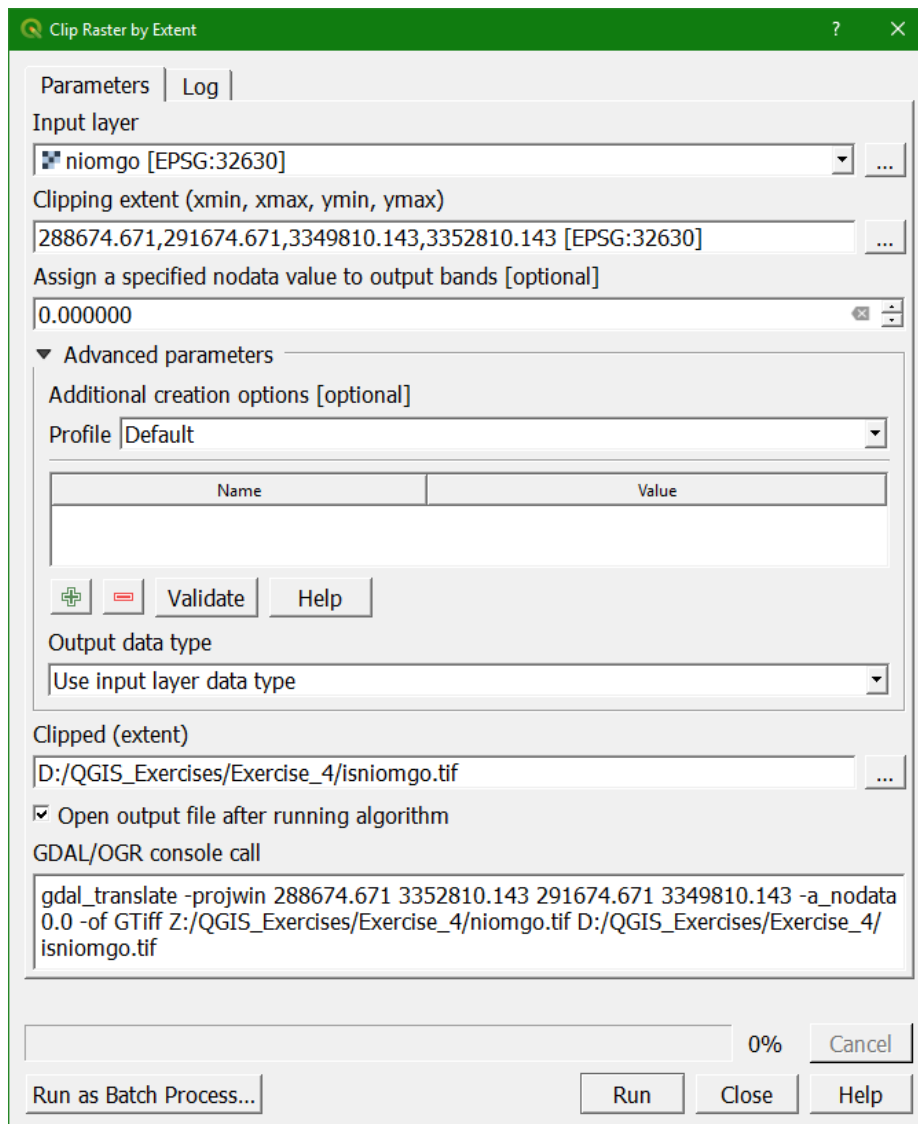 Clip Raster by Extent
Parameters
Log
Input layer
niomgo [EPSG:32630]
...
Clipping extent (xmin, xmax, ymin, ymax)
288674.671,291674.671,3349810.143,3352810.143 [EPSG:32630]
...
Assign a specified nodata value to output bands [optional]
0.000000
Advanced parameters
Additional creation options [optional]
Profile Default
Name Value
Validate Help
Output data type
Use input layer data type
Clipped (extent)
D:/QGIS_Exercises/Exercise_4/isniomgo.tif
...
Open output file after running algorithm
GDAL/OGR console call
gdal_translate -projwin 288674.671 3352810.143 291674.671 3349810.143 -a_nodata
0.0 -of GTiff Z:/QGIS_Exercises/Exercise_4/niomgo.tif D:/QGIS_Exercises/Exercise_4/
isniomgo.tif
0% Cancel
Run as Batch Process... Run Close Help